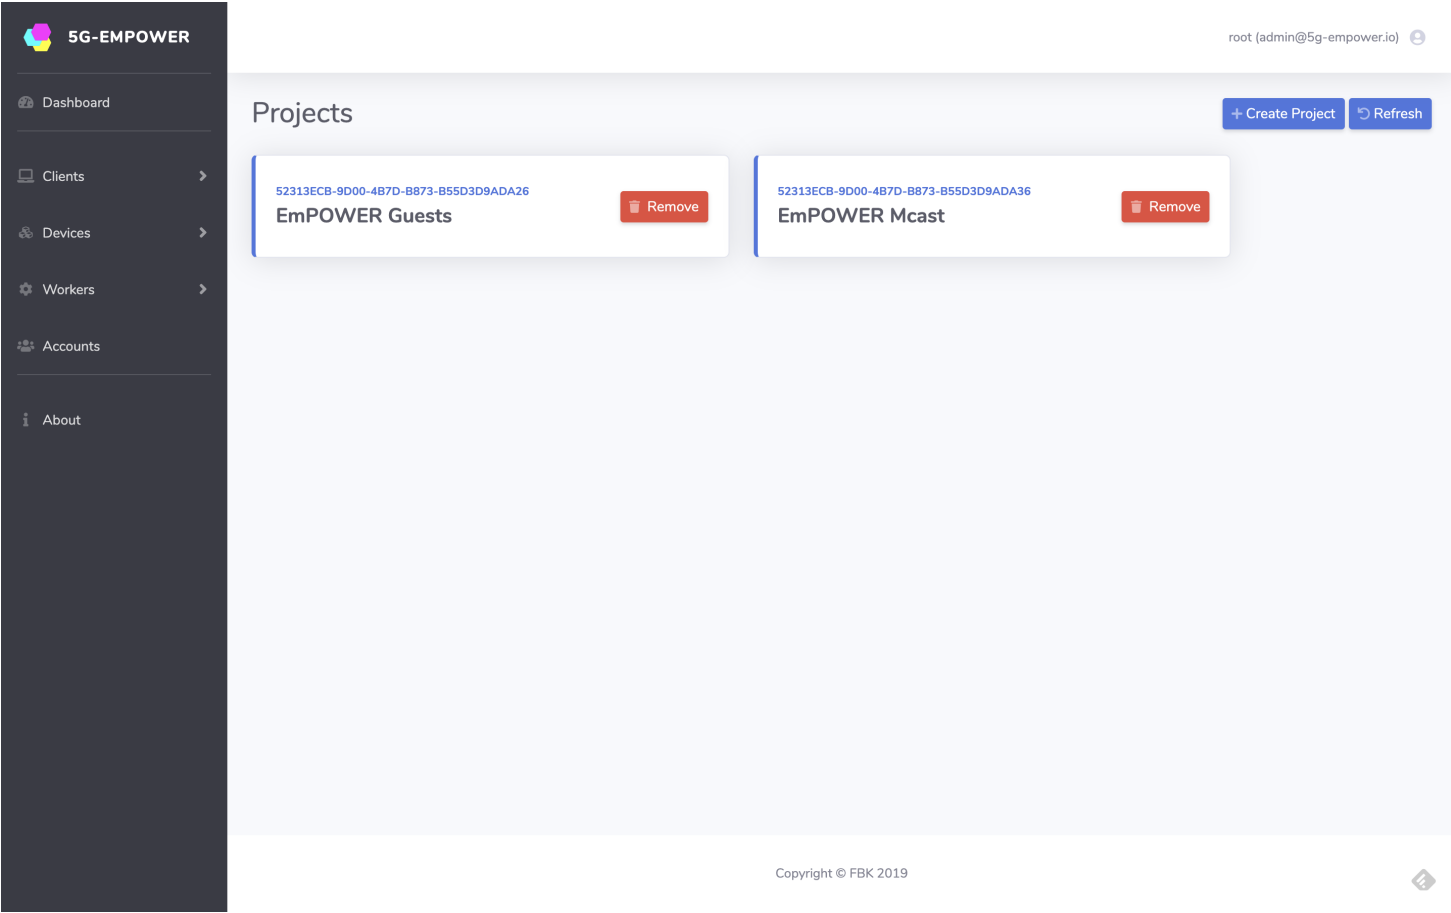 5G-EMPOWER
root (admin@5g-empower.io)
Dashboard
Clients
Devices
Workers
Accounts
About
Projects
Create Project
Refresh
52313ECB-9D00-4B7D-B873-B55D3D9ADA26
EmPOWER Guests
Remove
52313ECB-9D00-4B7D-B873-B55D3D9ADA36
EmPOWER Mcast
Remove
Copyright © FBK 2019